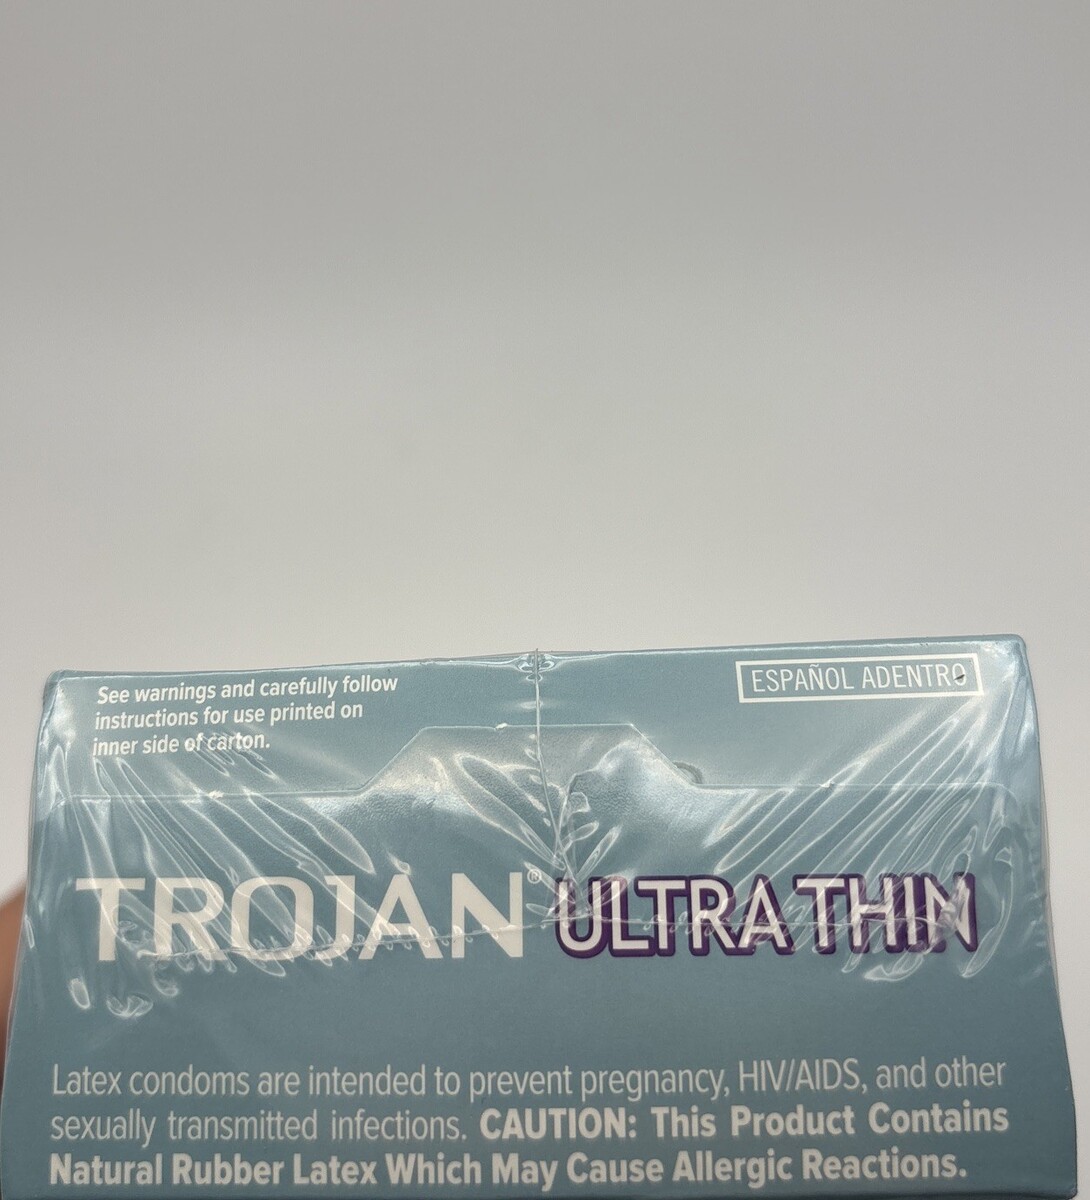 See warnings and carefully follow
instructions for use printed on
inner side of carton.
ESPAÑOL ADENTRO
TROJAN® ULTRA THIN
Latex condoms are intended to prevent pregnancy, HIV/AIDS, and other
sexually transmitted infections. CAUTION: This Product Contains
Natural Rubber Latex Which May Cause Allergic Reactions.